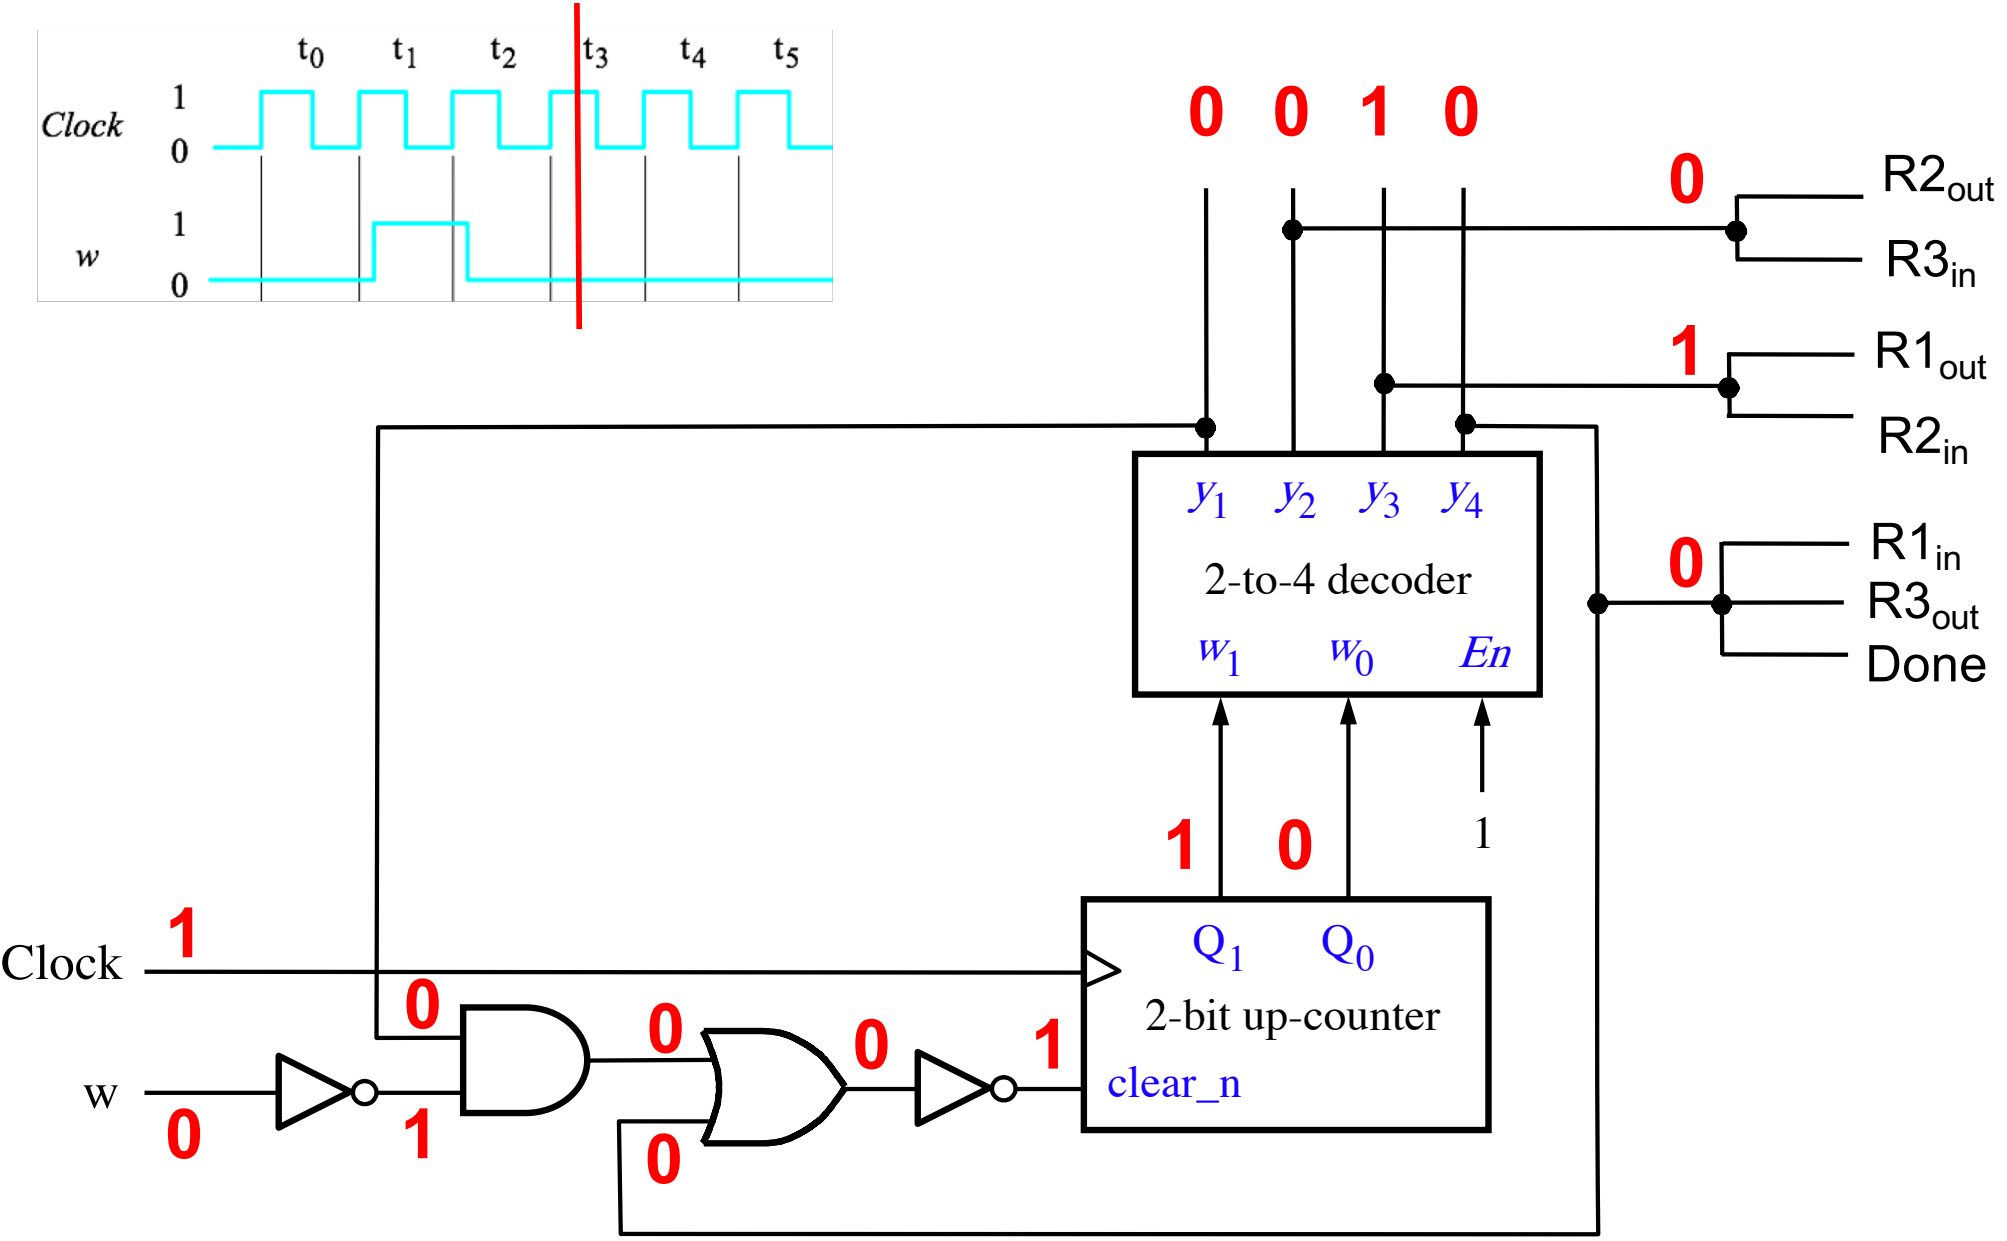 t0 t1 t2 t3 t4 t5
1
Clock
0
1
w
0
0 0 1 0
0
R2out
R3in
1
R1out
R2in
y1 y2 y3 y4
2-to-4 decoder
w1 w0 En
0
R1in
R3out
Done
1 0 1
1
Clock
Q1 Q0
2-bit up-counter
clear_n
0 0 0 1
w
0 1 0